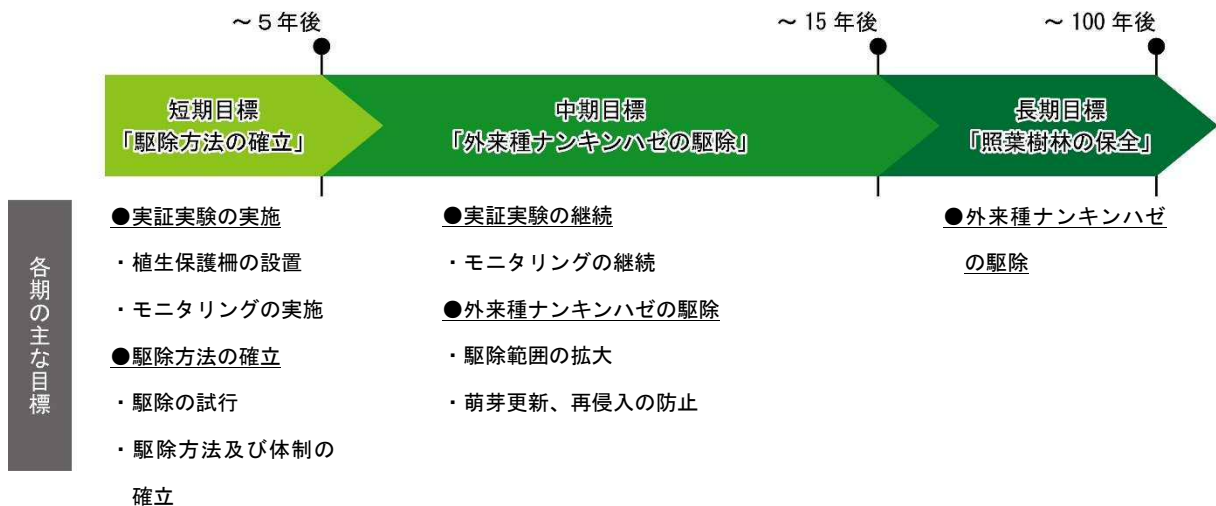 ～５年後
～ 15 年後
～ 100 年後
短期目標
「駆除方法の確立」
中期目標
「外来種ナンキンハゼの駆除」
長期目標
「照葉樹林の保全」
各期の主な目標
●実証実験の実施
・植生保護柵の設置
・モニタリングの実施
●駆除方法の確立
・駆除の試行
・駆除方法及び体制の
確立
●実証実験の継続
・モニタリングの継続
●外来種ナンキンハゼの駆除
・駆除範囲の拡大
・萌芽更新、再侵入の防止
●外来種ナンキンハゼ
の駆除